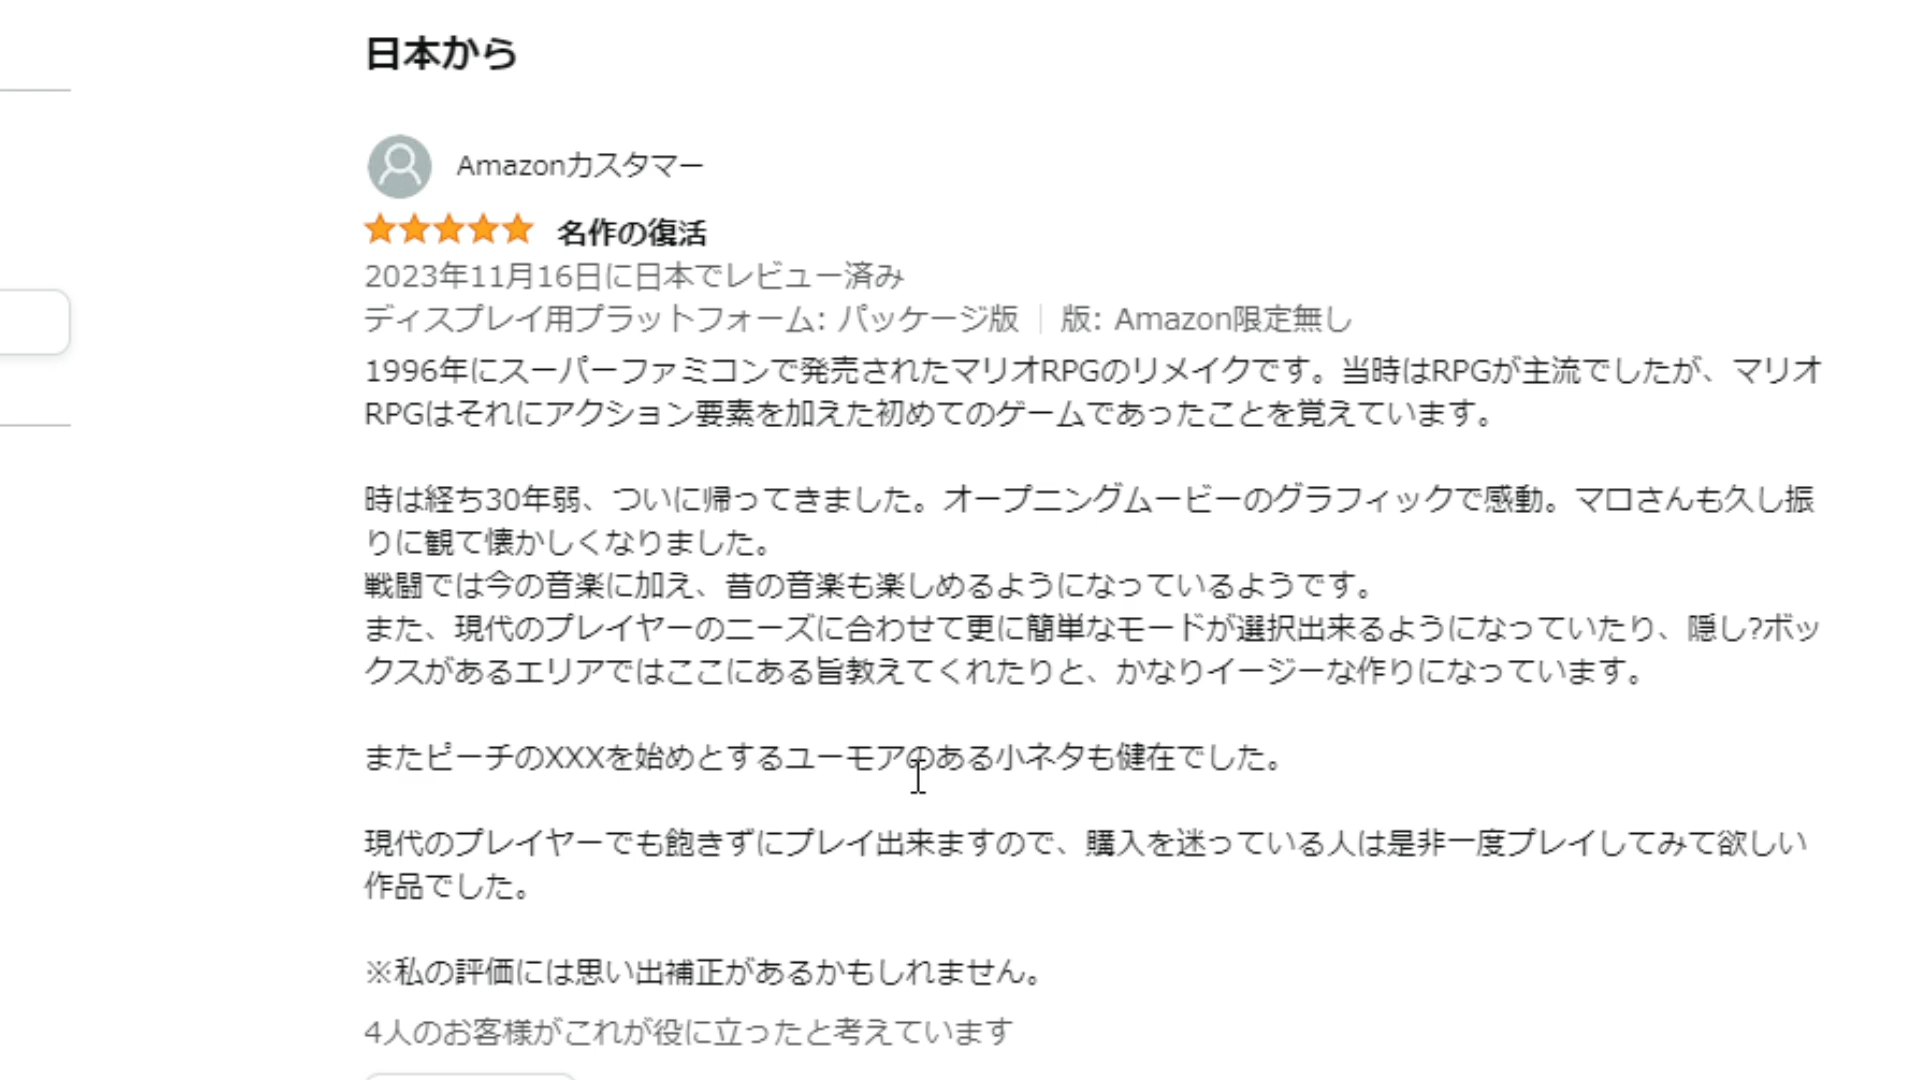 日本から
Amazonカスタマー
名作の復活
2023年11月16日に日本でレビュー済み
ディスプレイ用プラットフォーム: パッケージ版 | 版: Amazon限定無し
1996年にスーパーファミコンで発売されたマリオRPGのリメイクです。当時はRPGが主流でしたが、マリオ
RPGはそれにアクション要素を加えた初めてのゲームであったことを覚えています。
時は経ち30年弱、ついに帰ってきました。オープニングムービーのグラフィックで感動。マロさんも久し振
りに観て懐かしくなりました。
戦闘では今の音楽に加え、昔の音楽も楽しめるようになっているようです。
また、現代のプレイヤーのニーズに合わせて更に簡単なモードが選択出来るようになっていたり、隠し?ボッ
クスがあるエリアではここにある旨教えてくれたりと、かなりイージーな作りになっています。
またピーチのXXXを始めとするユーモアのある小ネタも健在でした。
現代のプレイヤーでも飽きずにプレイ出来ますので、購入を迷っている人は是非一度プレイしてみて欲しい
作品でした。
※私の評価には思い出補正があるかもしれません。
4人のお客様がこれが役に立ったと考えています